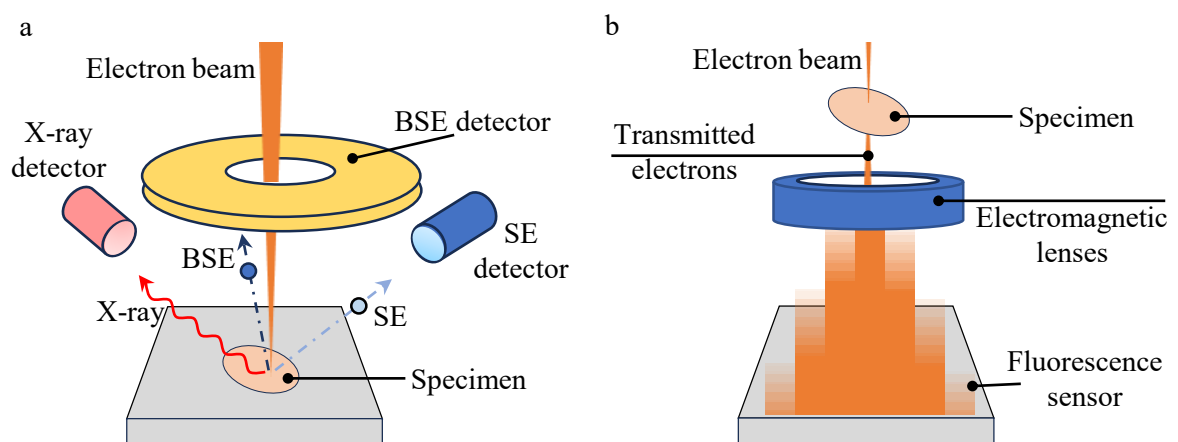 a
Electron beam
BSE detector
X-ray
detector
SE
detector
BSE
X-ray
SE
Specimen
b
Electron beam
Specimen
Transmitted
electrons
Electromagnetic
lenses
Fluorescence
sensor